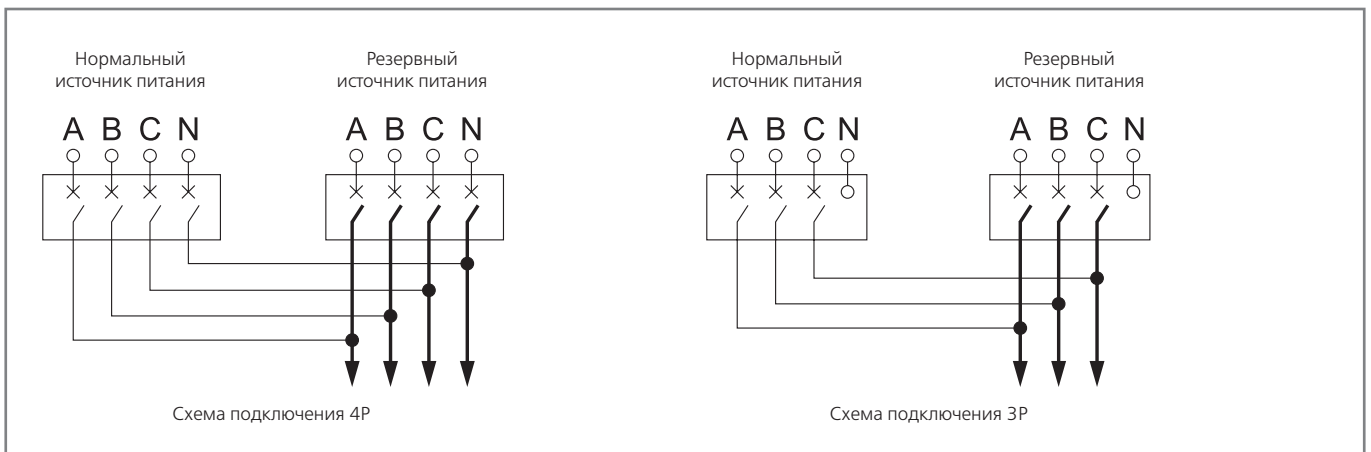 Нормальный
источник питания
Резервный
источник питания
A B C N
A B C N
Схема подключения 4P
Нормальный
источник питания
Резервный
источник питания
A B C N
A B C N
Схема подключения 3P